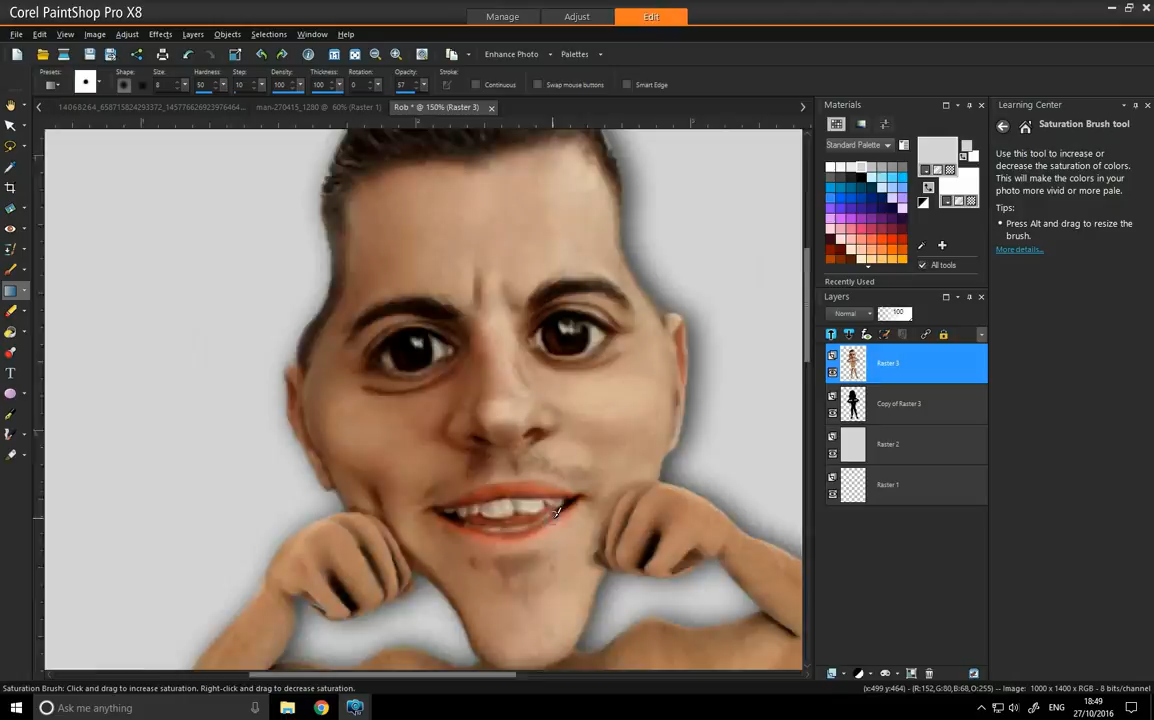 Corel PaintShop Pro X8
Manage Adjust Edit
File Edit View Image Adjust Effects Layers Objects Selections Window Help
Enhance Photo Palettes
Presets: Shape: Size: Hardness: Step: Density: Thickness: Rotation: Opacity: Stroke:
8 50 10 100 100 0 57 Continuous Swap mouse buttons Smart Edge
man-270415_1280 @ 60% (Raster 1) Rob * @ 150% (Raster 3)
Materials
Standard Palette
All tools
Recently Used
Layers
Normal 100
Raster 3
Copy of Raster 3
Raster 2
Raster 1
Learning Center
Saturation Brush tool
Use this tool to increase or
decrease the saturation of colors.
This will make the colors in your
photo more vivid or more pale.
Tips:
• Press Alt and drag to resize the
brush.
More details...
Saturation Brush: Click and drag to increase saturation. Right-click and drag to decrease saturation.
(x:499 y:464) - (R:152,G:80,B:68,O:255) -- Image: 1000 x 1400 x RGB - 8 bits/channel
Ask me anything
ENG
18:49
27/10/2016